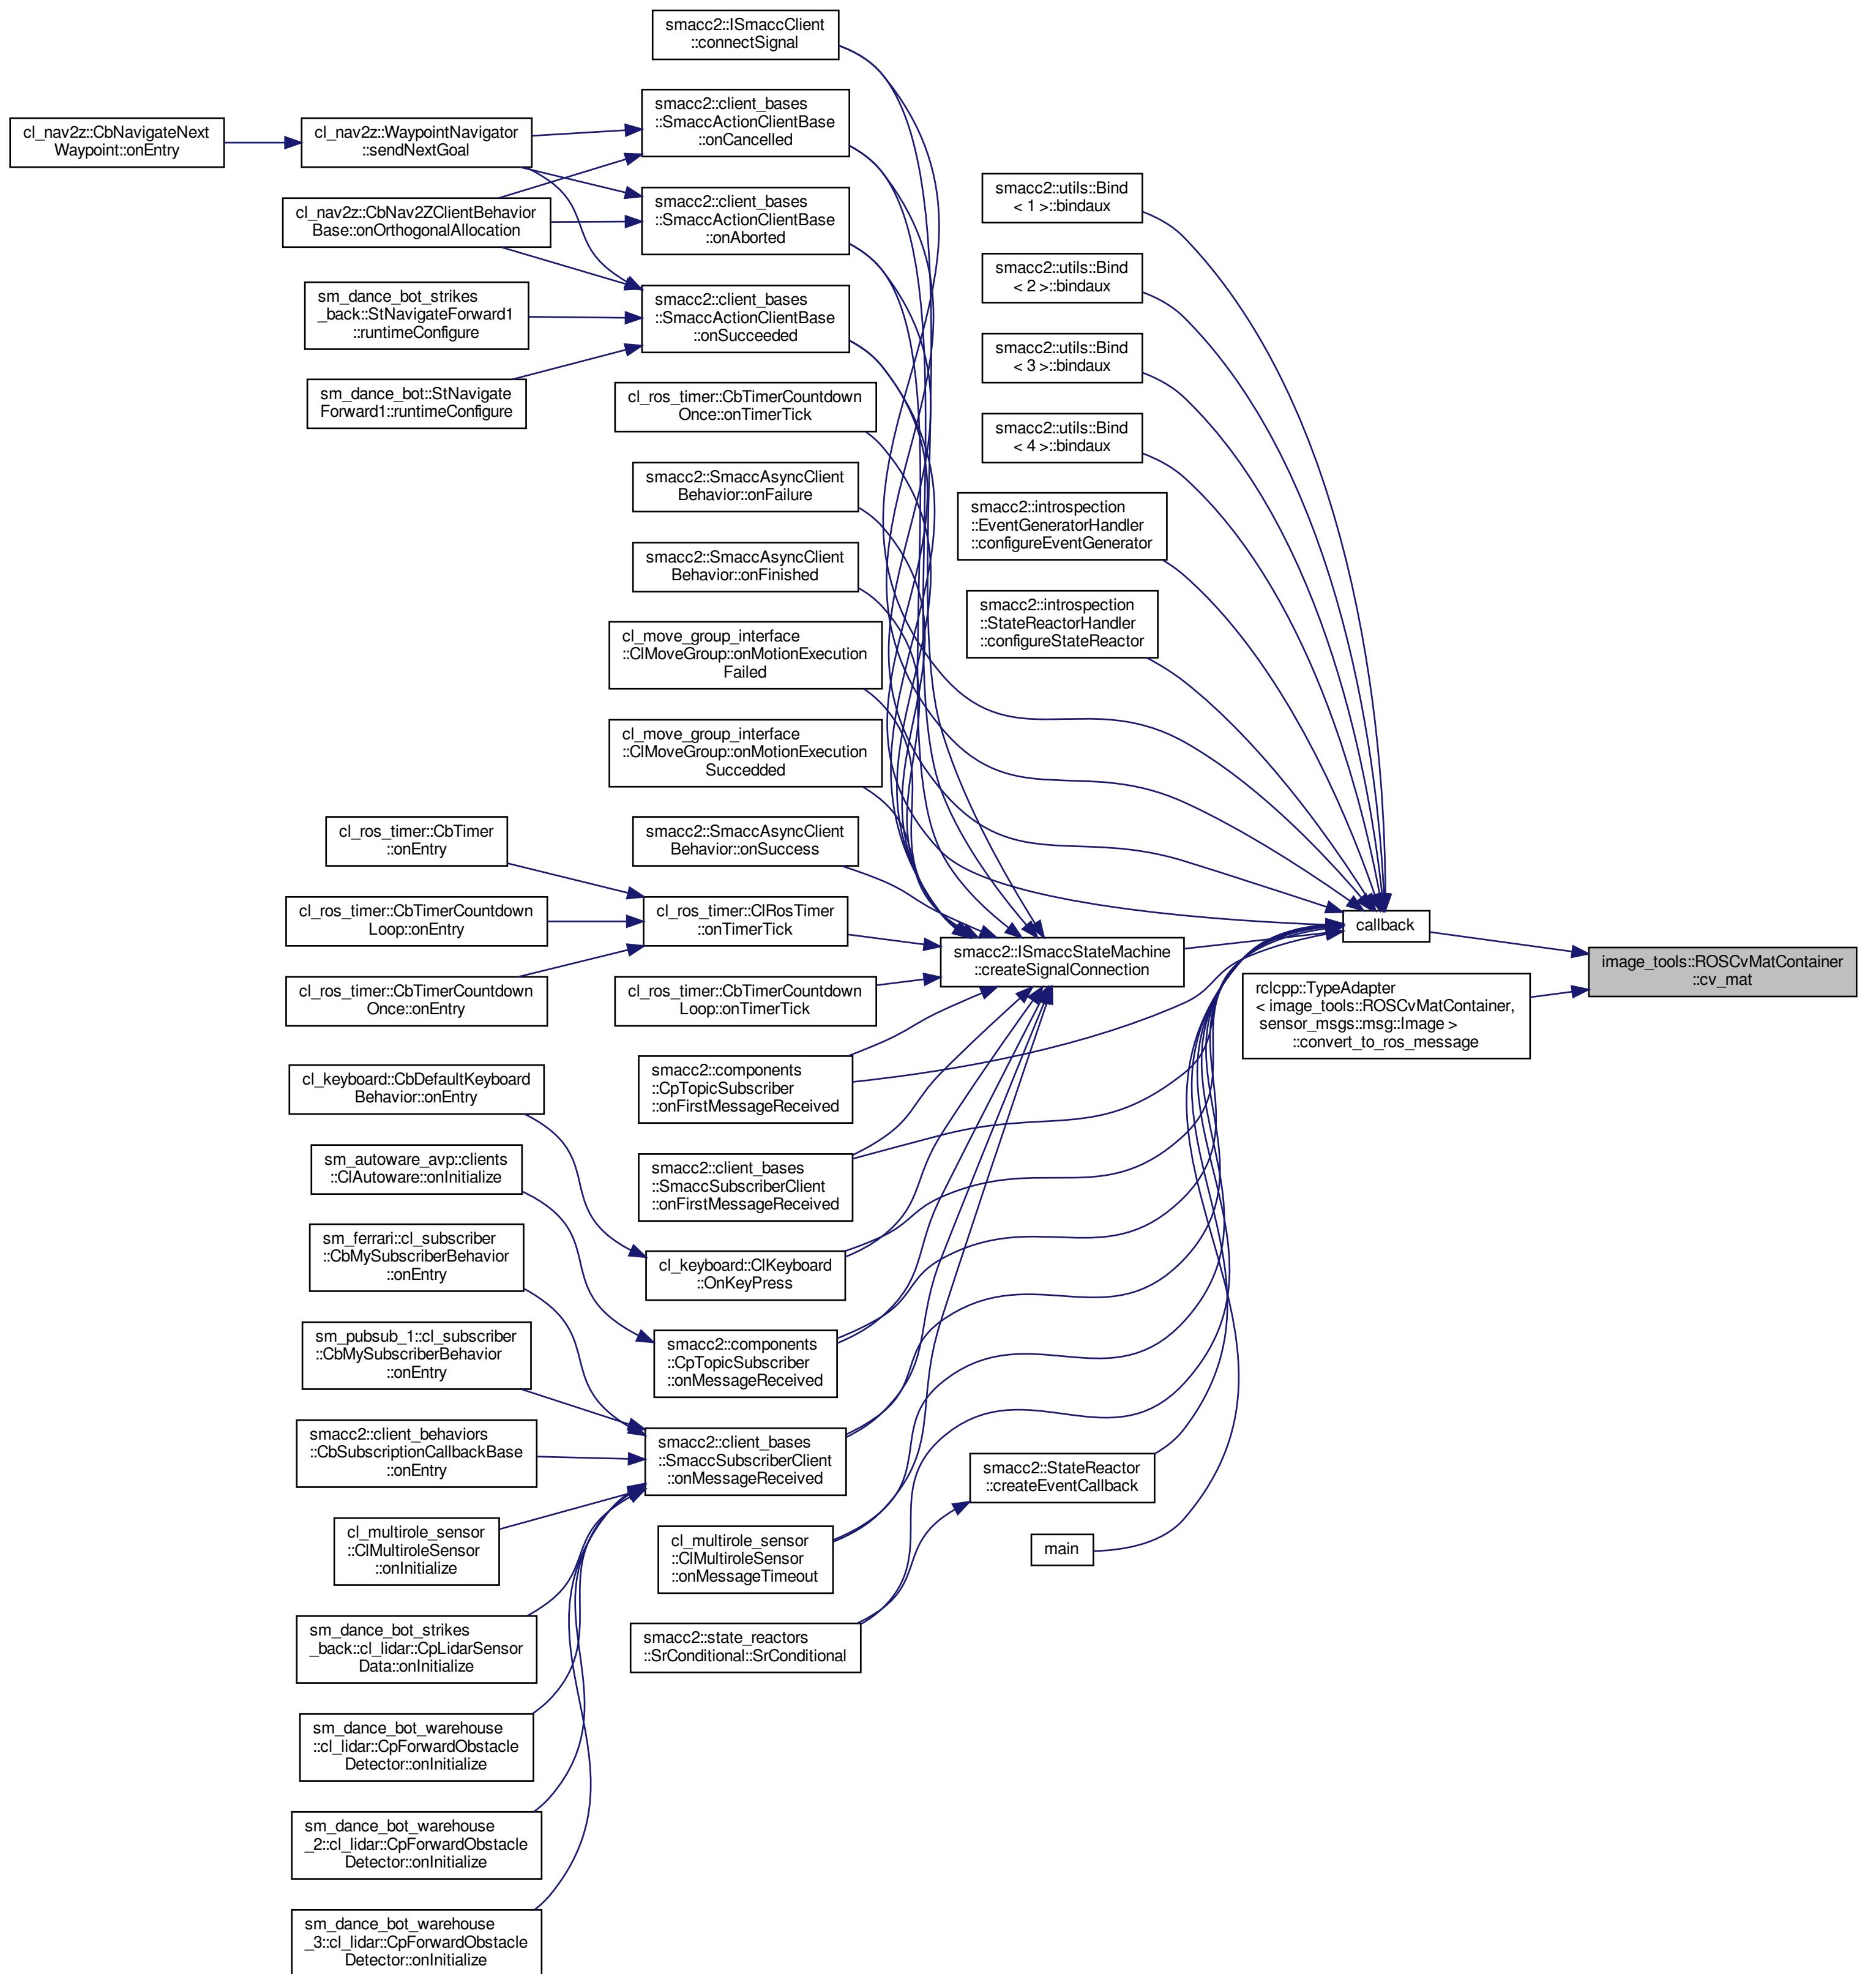 smacc2::ISmaccClient
::connectSignal
smacc2::client_bases
::SmaccActionClientBase
::onCancelled
cl_nav2z::CbNavigateNext
Waypoint::onEntry
cl_nav2z::WaypointNavigator
::sendNextGoal
smacc2::client_bases
::SmaccActionClientBase
::onAborted
cl_nav2z::CbNav2ZClientBehavior
Base::onOrthogonalAllocation
smacc2::client_bases
::SmaccActionClientBase
::onSucceeded
sm_dance_bot_strikes
_back::StNavigateForward1
::runtimeConfigure
sm_dance_bot::StNavigate
Forward1::runtimeConfigure
cl_ros_timer::CbTimerCountdown
Once::onTimerTick
smacc2::SmaccAsyncClient
Behavior::onFailure
smacc2::SmaccAsyncClient
Behavior::onFinished
cl_move_group_interface
::ClMoveGroup::onMotionExecution
Failed
cl_move_group_interface
::ClMoveGroup::onMotionExecution
Succedded
smacc2::SmaccAsyncClient
Behavior::onSuccess
cl_ros_timer::CbTimer
::onEntry
cl_ros_timer::CbTimerCountdown
Loop::onEntry
cl_ros_timer::ClRosTimer
::onTimerTick
cl_ros_timer::CbTimerCountdown
Once::onEntry
cl_ros_timer::CbTimerCountdown
Loop::onTimerTick
smacc2::components
::CpTopicSubscriber
::onFirstMessageReceived
cl_keyboard::CbDefaultKeyboard
Behavior::onEntry
sm_autoware_avp::clients
::ClAutoware::onInitialize
smacc2::client_bases
::SmaccSubscriberClient
::onFirstMessageReceived
sm_ferrari::cl_subscriber
::CbMySubscriberBehavior
::onEntry
cl_keyboard::ClKeyboard
::OnKeyPress
sm_pubsub_1::cl_subscriber
::CbMySubscriberBehavior
::onEntry
smacc2::components
::CpTopicSubscriber
::onMessageReceived
smacc2::client_behaviors
::CbSubscriptionCallbackBase
::onEntry
smacc2::client_bases
::SmaccSubscriberClient
::onMessageReceived
cl_multirole_sensor
::ClMultiroleSensor
::onInitialize
cl_multirole_sensor
::ClMultiroleSensor
::onMessageTimeout
sm_dance_bot_strikes
_back::cl_lidar::CpLidarSensor
Data::onInitialize
smacc2::state_reactors
::SrConditional::SrConditional
sm_dance_bot_warehouse
::cl_lidar::CpForwardObstacle
Detector::onInitialize
sm_dance_bot_warehouse
_2::cl_lidar::CpForwardObstacle
Detector::onInitialize
sm_dance_bot_warehouse
_3::cl_lidar::CpForwardObstacle
Detector::onInitialize
smacc2::utils::Bind
< 1 >::bindaux
smacc2::utils::Bind
< 2 >::bindaux
smacc2::utils::Bind
< 3 >::bindaux
smacc2::utils::Bind
< 4 >::bindaux
smacc2::introspection
::EventGeneratorHandler
::configureEventGenerator
smacc2::introspection
::StateReactorHandler
::configureStateReactor
smacc2::ISmaccStateMachine
::createSignalConnection
smacc2::StateReactor
::createEventCallback
main
callback
rclcpp::TypeAdapter
< image_tools::ROSCvMatContainer,
sensor_msgs::msg::Image >
::convert_to_ros_message
image_tools::ROSCvMatContainer
::cv_mat